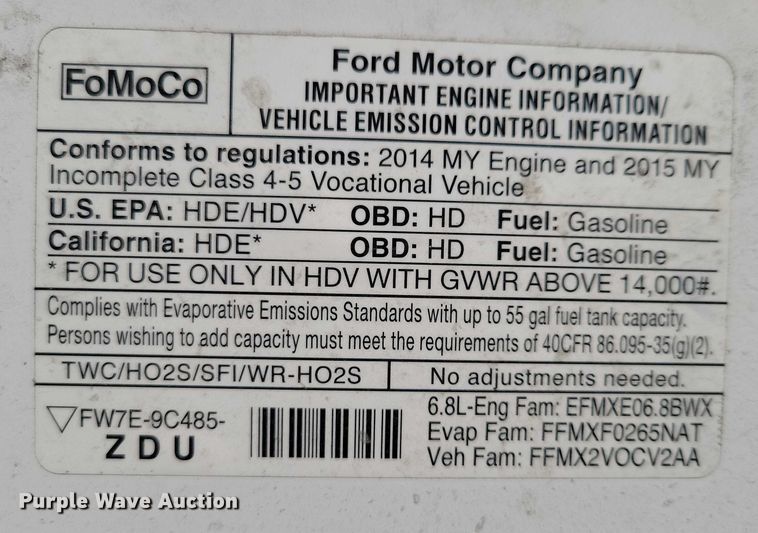 FoMoCo
Ford Motor Company
IMPORTANT ENGINE INFORMATION/
VEHICLE EMISSION CONTROL INFORMATION
Conforms to regulations: 2014 MY Engine and 2015 MY
Incomplete Class 4-5 Vocational Vehicle
U.S. EPA: HDE/HDV* OBD: HD Fuel: Gasoline
California: HDE* OBD: HD Fuel: Gasoline
* FOR USE ONLY IN HDV WITH GVWR ABOVE 14,000#.
Complies with Evaporative Emissions Standards with up to 55 gal fuel tank capacity.
Persons wishing to add capacity must meet the requirements of 40CFR 86.095-35(g)(2).
TWC/HO2S/SFI/WR-HO2S No adjustments needed.
FW7E-9C485-
ZDU
6.8L-Eng Fam: EFMXE06.8BWX
Evap Fam: FFMXF0265NAT
Veh Fam: FFMX2VOCV2AA
Purple Wave Auction